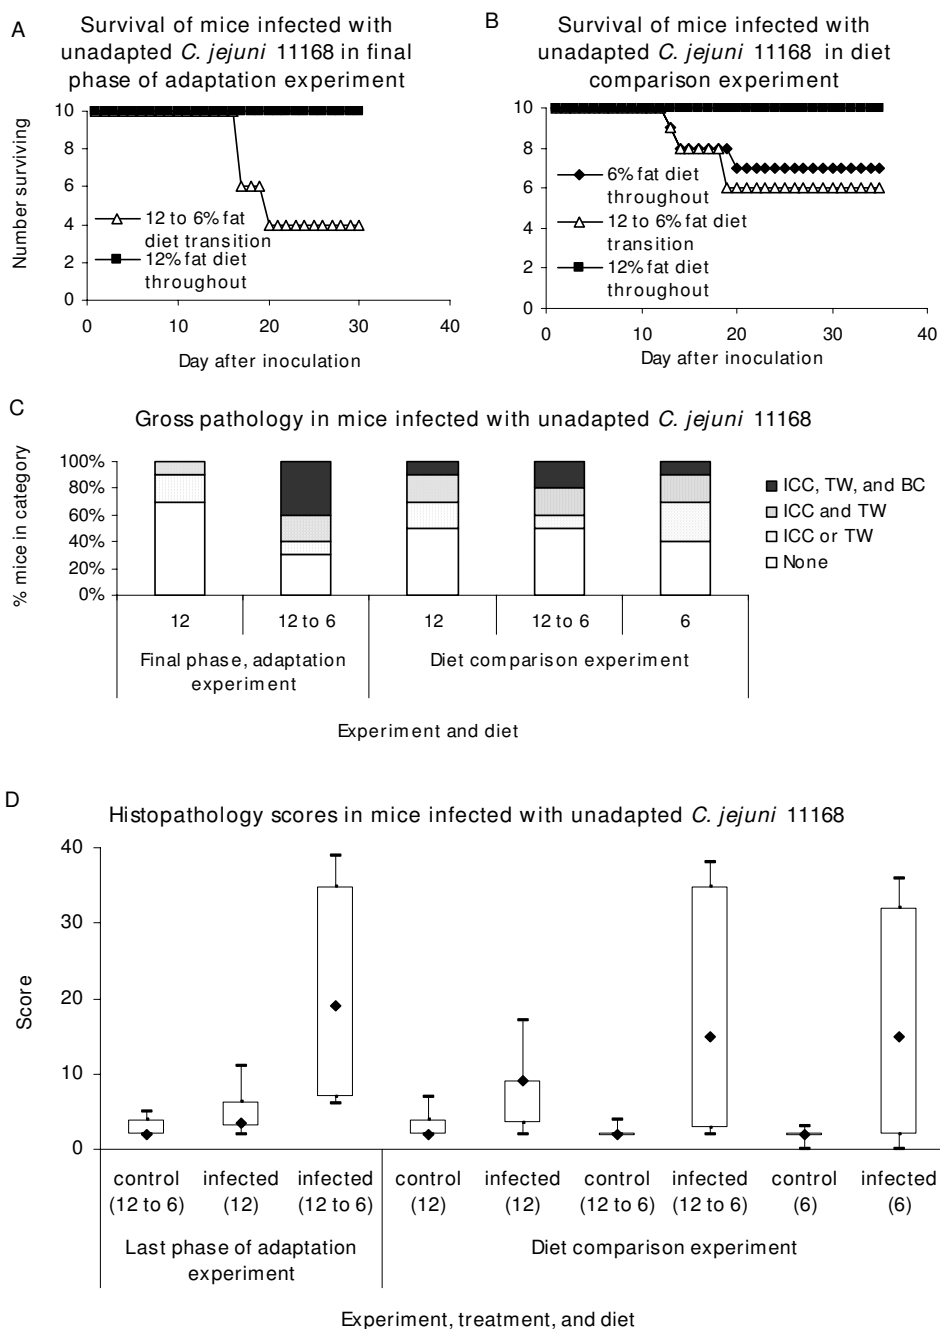 A
Survival of mice infected with
unadapted C. jejuni 11168 in final
phase of adaptation experiment
Number surviving
10
8
6
4
2
0
12 to 6% fat
diet transition
12% fat diet
throughout
0 10 20 30 40
Day after inoculation
B
Survival of mice infected with
unadapted C. jejuni 11168 in diet
comparison experiment
10
8
6
4
2
0
6% fat diet
throughout
12 to 6% fat diet
transition
12% fat diet
throughout
0 10 20 30 40
Day after inoculation
C
Gross pathology in mice infected with unadapted C. jejuni 11168
% mice in category
100%
80%
60%
40%
20%
0%
ICC, TW, and BC
ICC and TW
ICC or TW
None
12 12 to 6 12 12 to 6 6
Final phase, adaptation
experiment
Diet comparison experiment
Experiment and diet
D
Histopathology scores in mice infected with unadapted C. jejuni 11168
Score
40
30
20
10
0
control infected infected control infected control infected control infected
(12 to 6) (12) (12 to 6) (12) (12) (12 to 6) (12 to 6) (6) (6)
Last phase of adaptation
experiment
Diet comparison experiment
Experiment, treatment, and diet